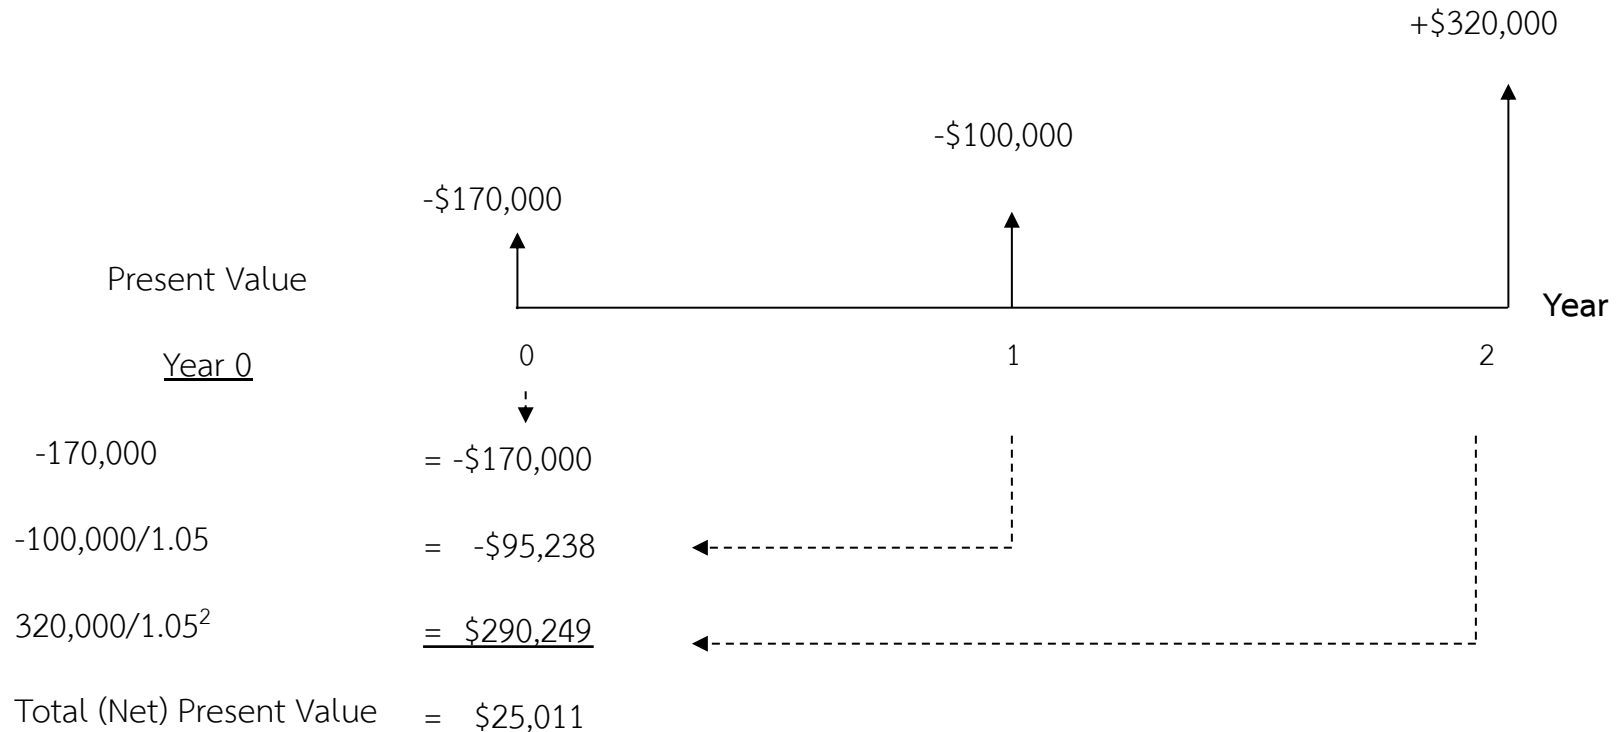 +$320,000
-$100,000
-$170,000
Present Value
Year
Year 0 0 1 2
-170,000 = -$170,000
-100,000/1.05 = -$95,238
320,000/1.05² = $290,249
Total (Net) Present Value = $25,011